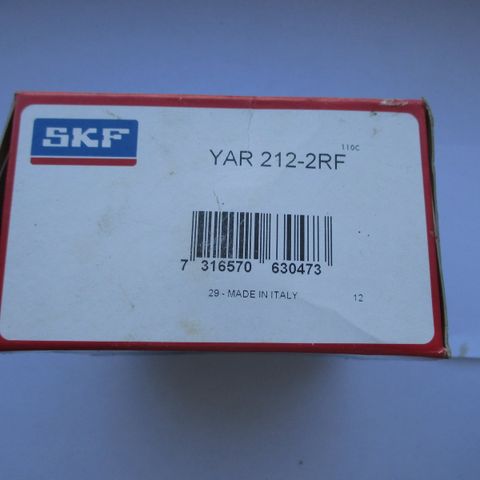 SKF
110C
YAR 212-2RF
7 316570 630473
29 - MADE IN ITALY
12